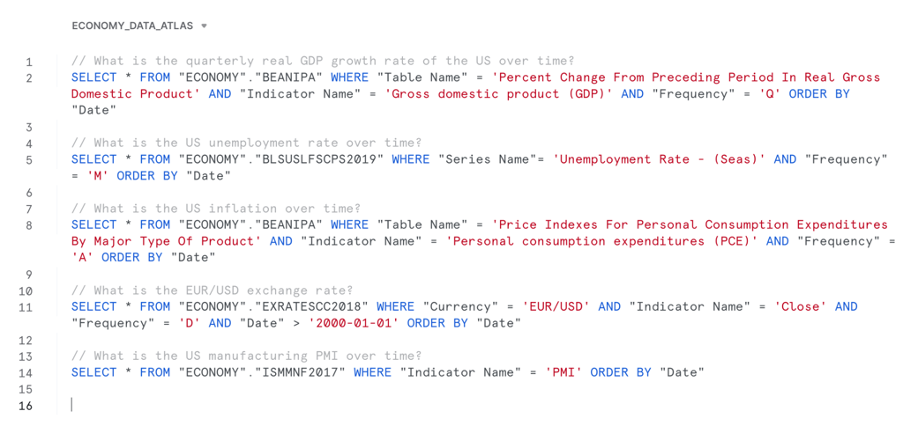 ECONOMY_DATA_ATLAS
1 // What is the quarterly real GDP growth rate of the US over time?
2 SELECT * FROM "ECONOMY"."BEANIPA" WHERE "Table Name" = 'Percent Change From Preceding Period In Real Gross
Domestic Product' AND "Indicator Name" = 'Gross domestic product (GDP)' AND "Frequency" = 'Q' ORDER BY
"Date"
3
4 // What is the US unemployment rate over time?
5 SELECT * FROM "ECONOMY"."BLSUSLFSCPS2019" WHERE "Series Name"= 'Unemployment Rate - (Seas)' AND "Frequency"
= 'M' ORDER BY "Date"
6
7 // What is the US inflation over time?
8 SELECT * FROM "ECONOMY"."BEANIPA" WHERE "Table Name" = 'Price Indexes For Personal Consumption Expenditures
By Major Type Of Product' AND "Indicator Name" = 'Personal consumption expenditures (PCE)' AND "Frequency" =
'A' ORDER BY "Date"
9
10 // What is the EUR/USD exchange rate?
11 SELECT * FROM "ECONOMY"."EXRATESCC2018" WHERE "Currency" = 'EUR/USD' AND "Indicator Name" = 'Close' AND
"Frequency" = 'D' AND "Date" > '2000-01-01' ORDER BY "Date"
12
13 // What is the US manufacturing PMI over time?
14 SELECT * FROM "ECONOMY"."ISMMNF2017" WHERE "Indicator Name" = 'PMI' ORDER BY "Date"
15
16